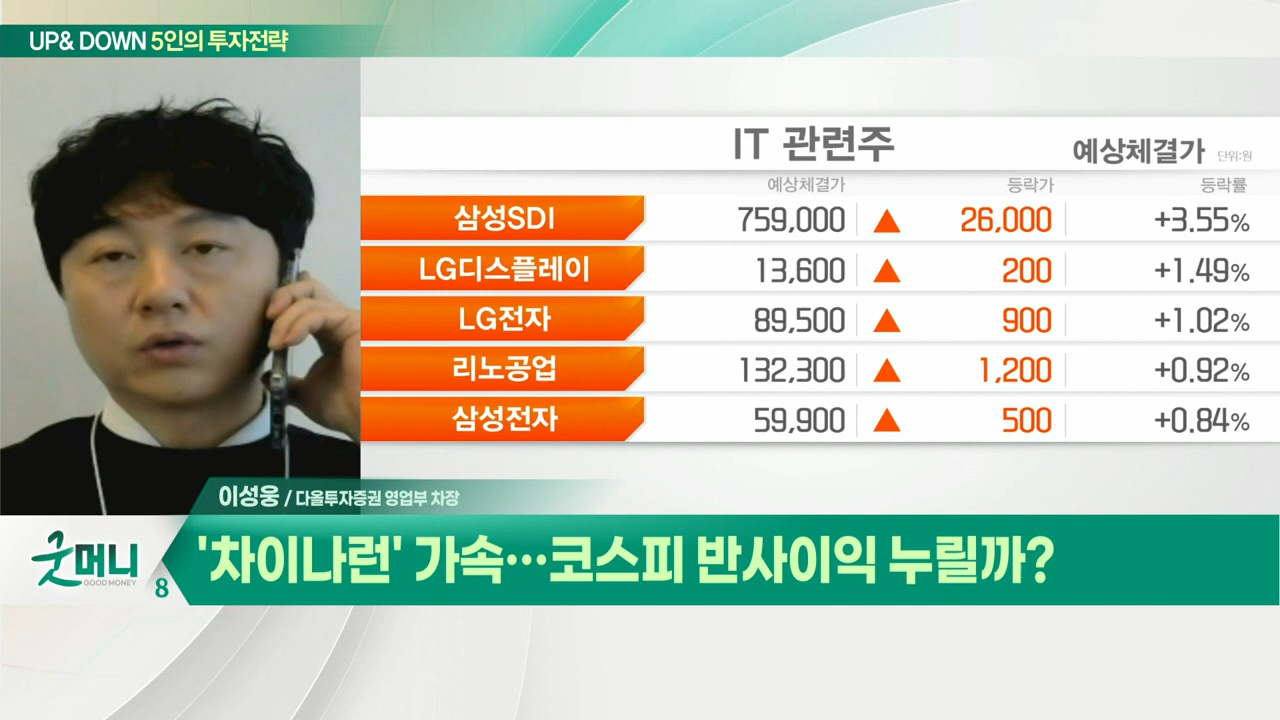 UP& DOWN 5인의 투자전략
IT 관련주
예상체결가 단위:원
예상체결가 등락가 등락률
삼성SDI 759,000 ▲ 26,000 +3.55%
LG디스플레이 13,600 ▲ 200 +1.49%
LG전자 89,500 ▲ 900 +1.02%
리노공업 132,300 ▲ 1,200 +0.92%
삼성전자 59,900 ▲ 500 +0.84%
이성웅 / 다올투자증권 영업부 차장
굿머니
GOOD MONEY
8
'차이나런' 가속…코스피 반사이익 누릴까?